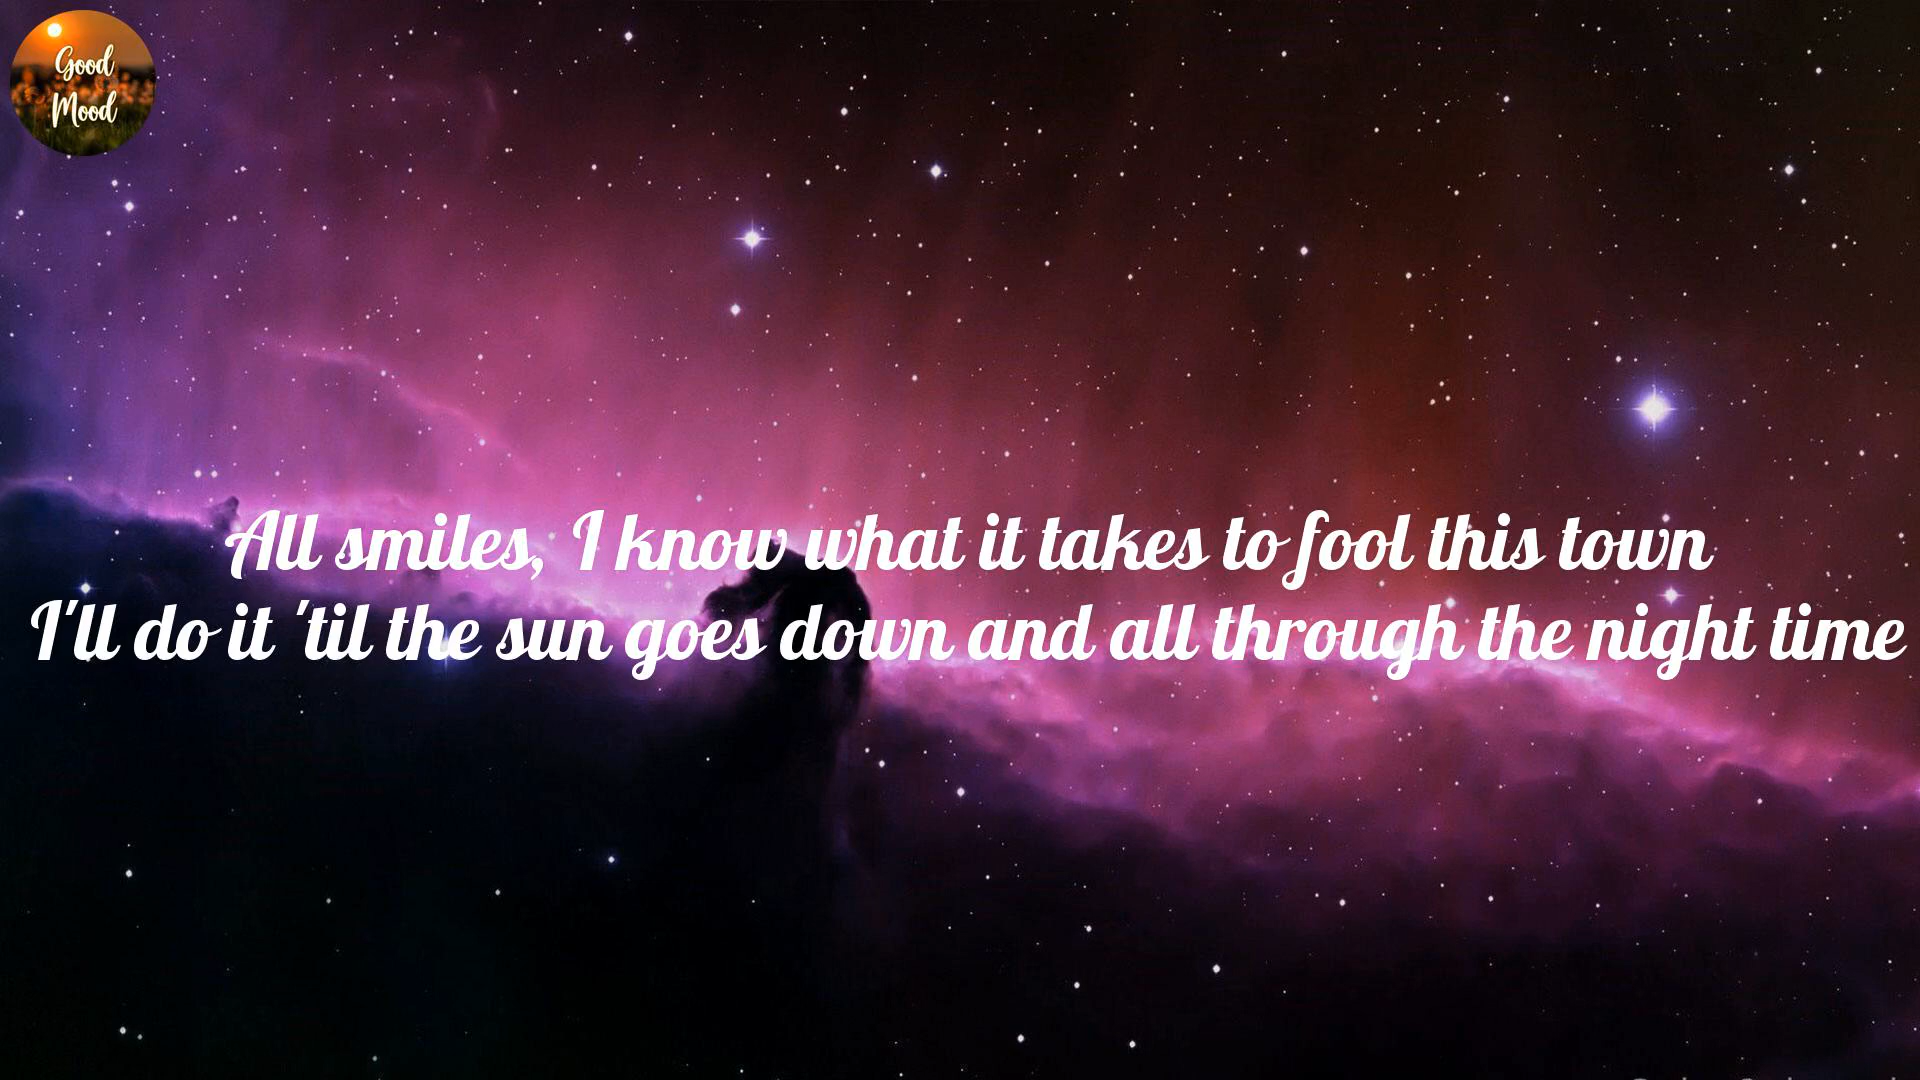 Good
Mood
All smiles, I know what it takes to fool this town
I'll do it 'til the sun goes down and all through the night time